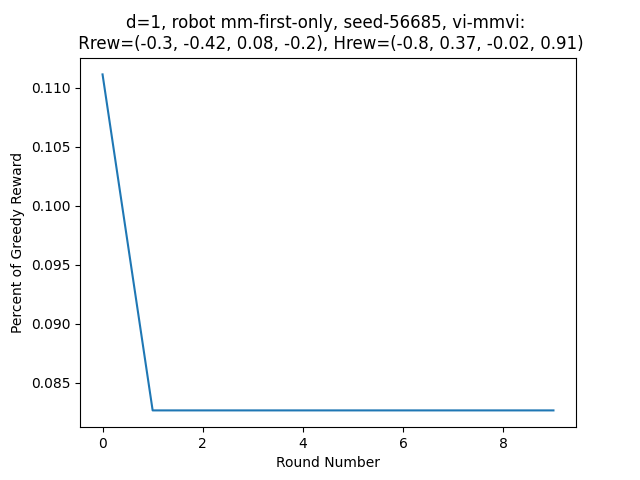 d=1, robot mm-first-only, seed-56685, vi-mmvi:
Rrew=(-0.3, -0.42, 0.08, -0.2), Hrew=(-0.8, 0.37, -0.02, 0.91)
0.110
0.105
0.100
0.095
0.090
0.085
Percent of Greedy Reward
0 2 4 6 8
Round Number